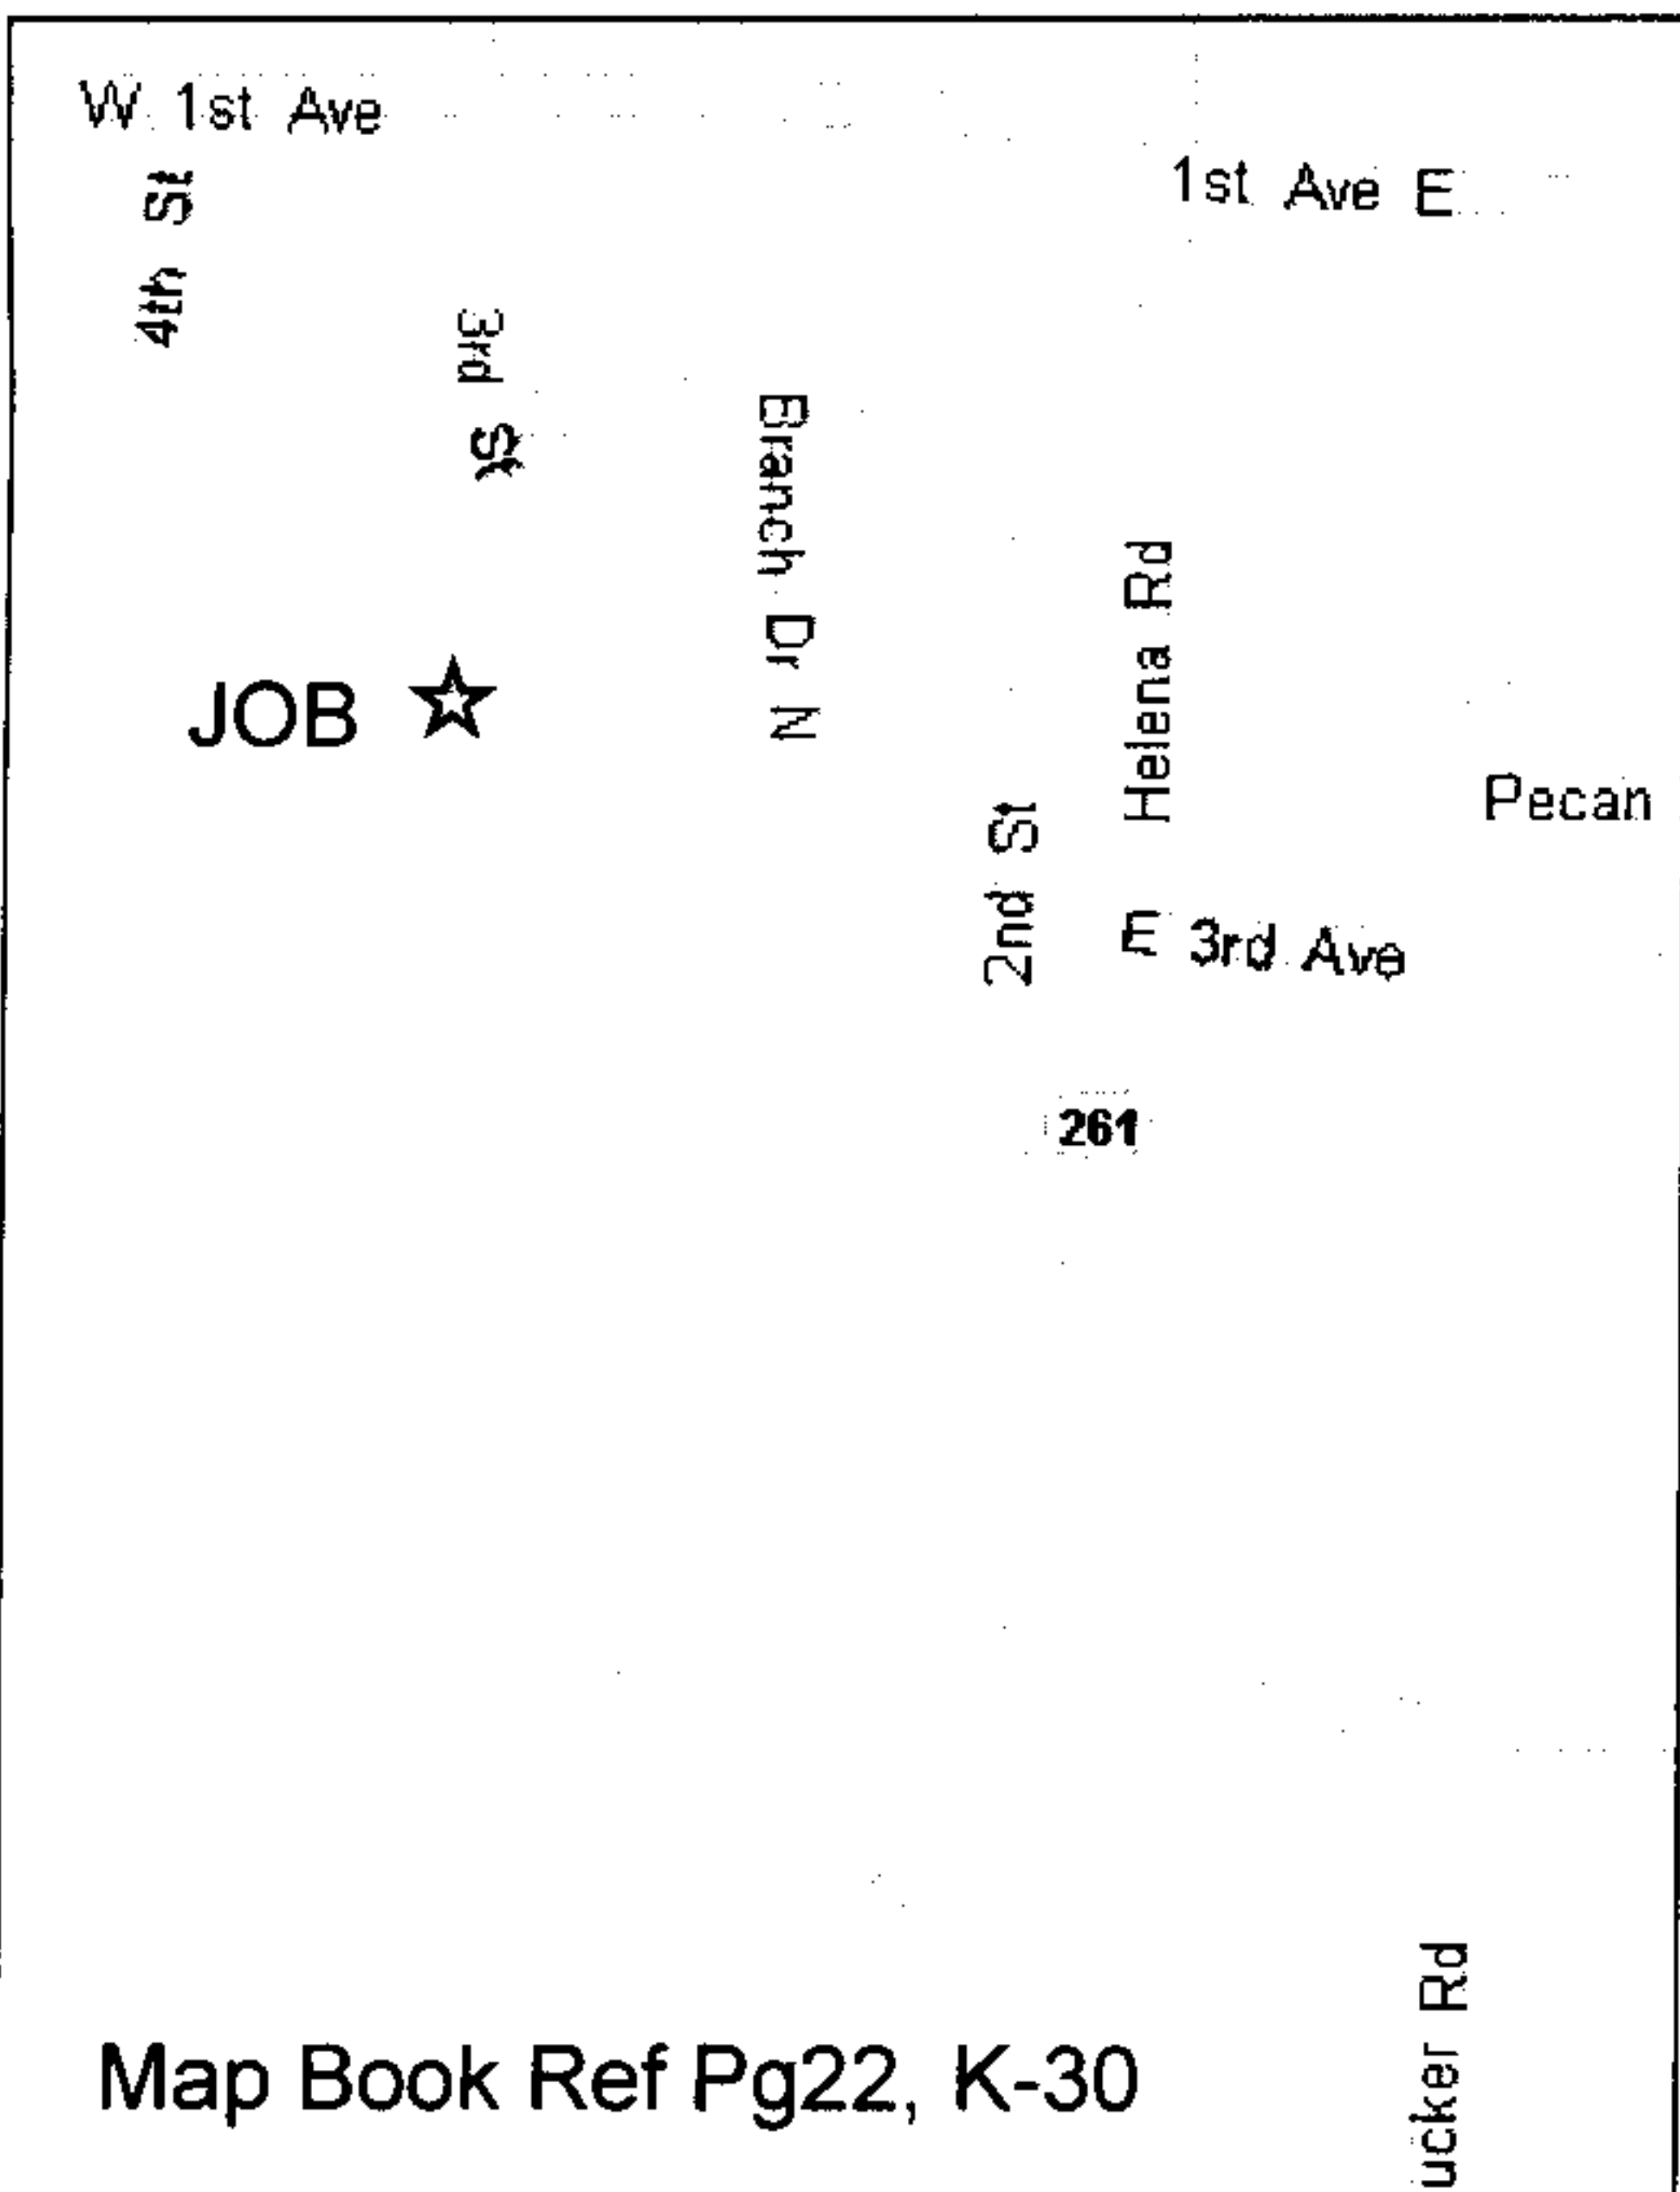 W. 1st Ave
1st Ave E
4th St
3rd St
Branch Dr N
Helena Rd
JOB
Pecan
2nd St
E 3rd Ave
261
ucker Rd
Map Book Ref Pg22, K-30